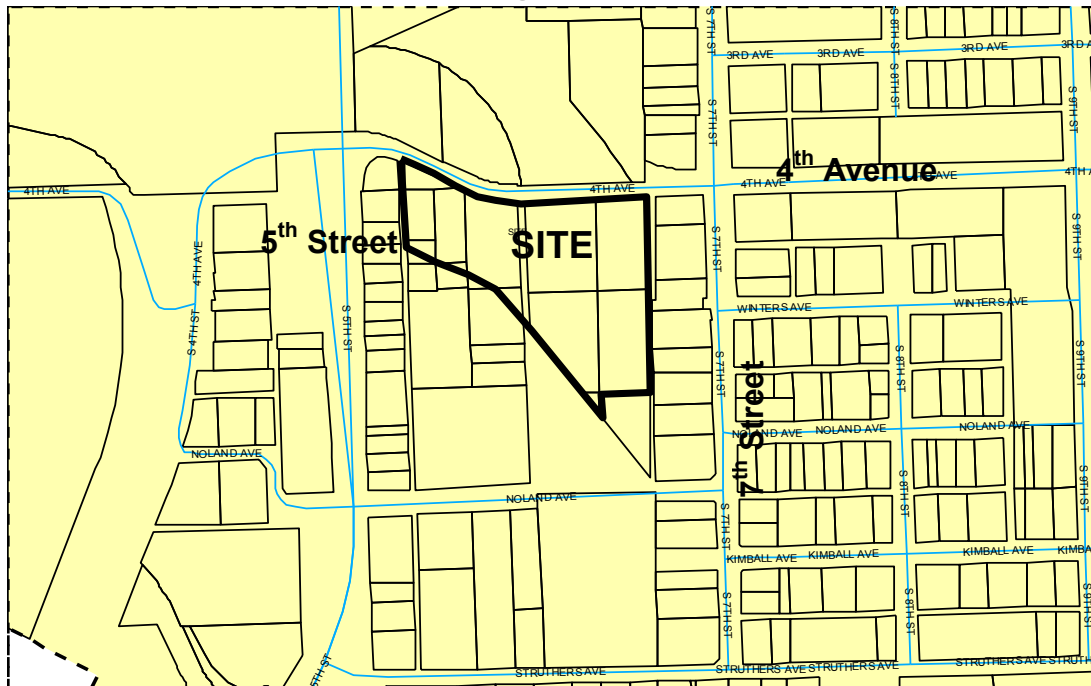 S 7TH ST
S 8TH ST
3RD AVE
3RD AVE
3RD AVE
S 8TH ST
S 9TH ST
S 7TH ST
4th Avenue
4TH AVE
4TH AVE
4TH AVE
4TH AVE
5th Street
SITE
S 7TH ST
S 9TH ST
S 5TH ST
S 4TH ST
WINTERS AVE
WINTERS AVE
S 7TH ST
S 8TH ST
S 9TH ST
7th Street
NOLAND AVE
NOLAND AVE
NOLAND AVE
NOLAND AVE
NOLAND AVE
S 7TH ST
S 8TH ST
S 9TH ST
KIMBALL AVE
KIMBALL AVE
KIMBALL AVE
S 7TH ST
S 8TH ST
S 9TH ST
STRUTHERS AVE
STRUTHERS AVE
STRUTHERS AVE